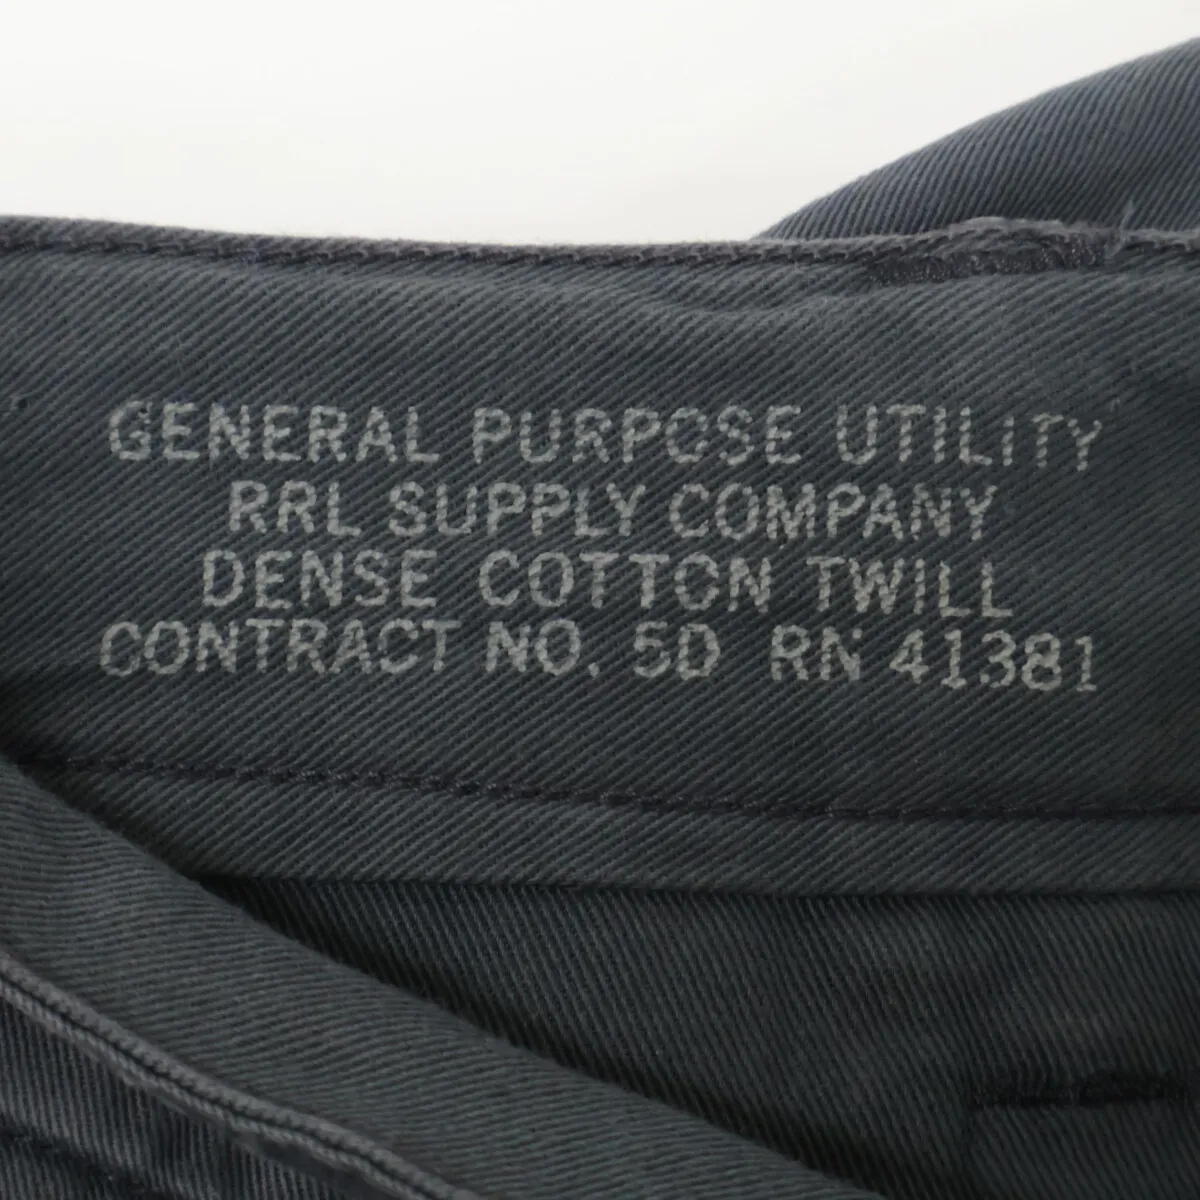 GENERAL PURPOSE UTILITY
RRL SUPPLY COMPANY
DENSE COTTON TWILL
CONTRACT NO. 5D RN 41381